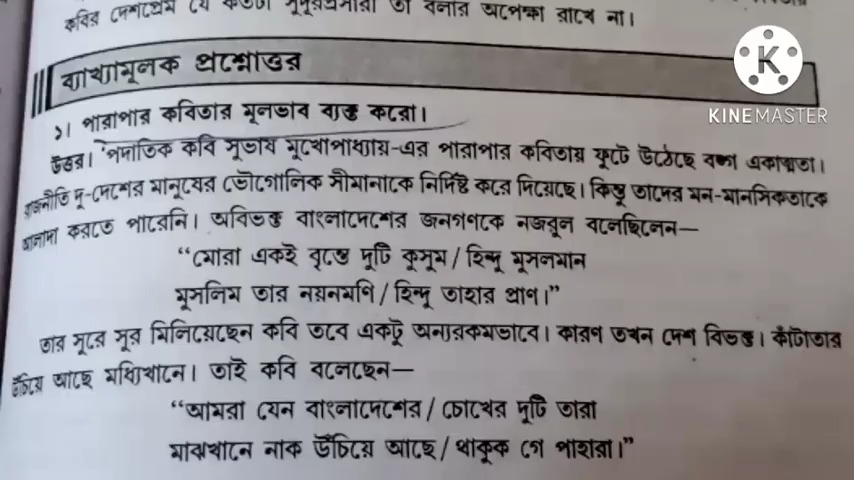 কবির দেশপ্রেম যে কতটা সুদূরপ্রসারী তা বলার অপেক্ষা রাখে না।
ব্যাখ্যামূলক প্রশ্নোত্তর
K
KINEMASTER
১। পারাপার কবিতার মূলভাব ব্যক্ত করো।
উত্তর। পদাতিক কবি সুভাষ মুখোপাধ্যায়-এর পারাপার কবিতায় ফুটে উঠেছে বঙ্গ একাত্মতা।
রাজনীতি দু-দেশের মানুষের ভৌগোলিক সীমানাকে নির্দিষ্ট করে দিয়েছে। কিন্তু তাদের মন-মানসিকতাকে
আলাদা করতে পারেনি। অবিভক্ত বাংলাদেশের জনগণকে নজরুল বলেছিলেন—
“মোরা একই বৃন্তে দুটি কুসুম / হিন্দু মুসলমান
মুসলিম তার নয়নমণি / হিন্দু তাহার প্রাণ।”
তার সুরে সুর মিলিয়েছেন কবি তবে একটু অন্যরকমভাবে। কারণ তখন দেশ বিভক্ত। কাঁটাতার
উঁচিয়ে আছে মধ্যিখানে। তাই কবি বলেছেন—
“আমরা যেন বাংলাদেশের / চোখের দুটি তারা
মাঝখানে নাক উঁচিয়ে আছে / থাকুক গে পাহারা।”